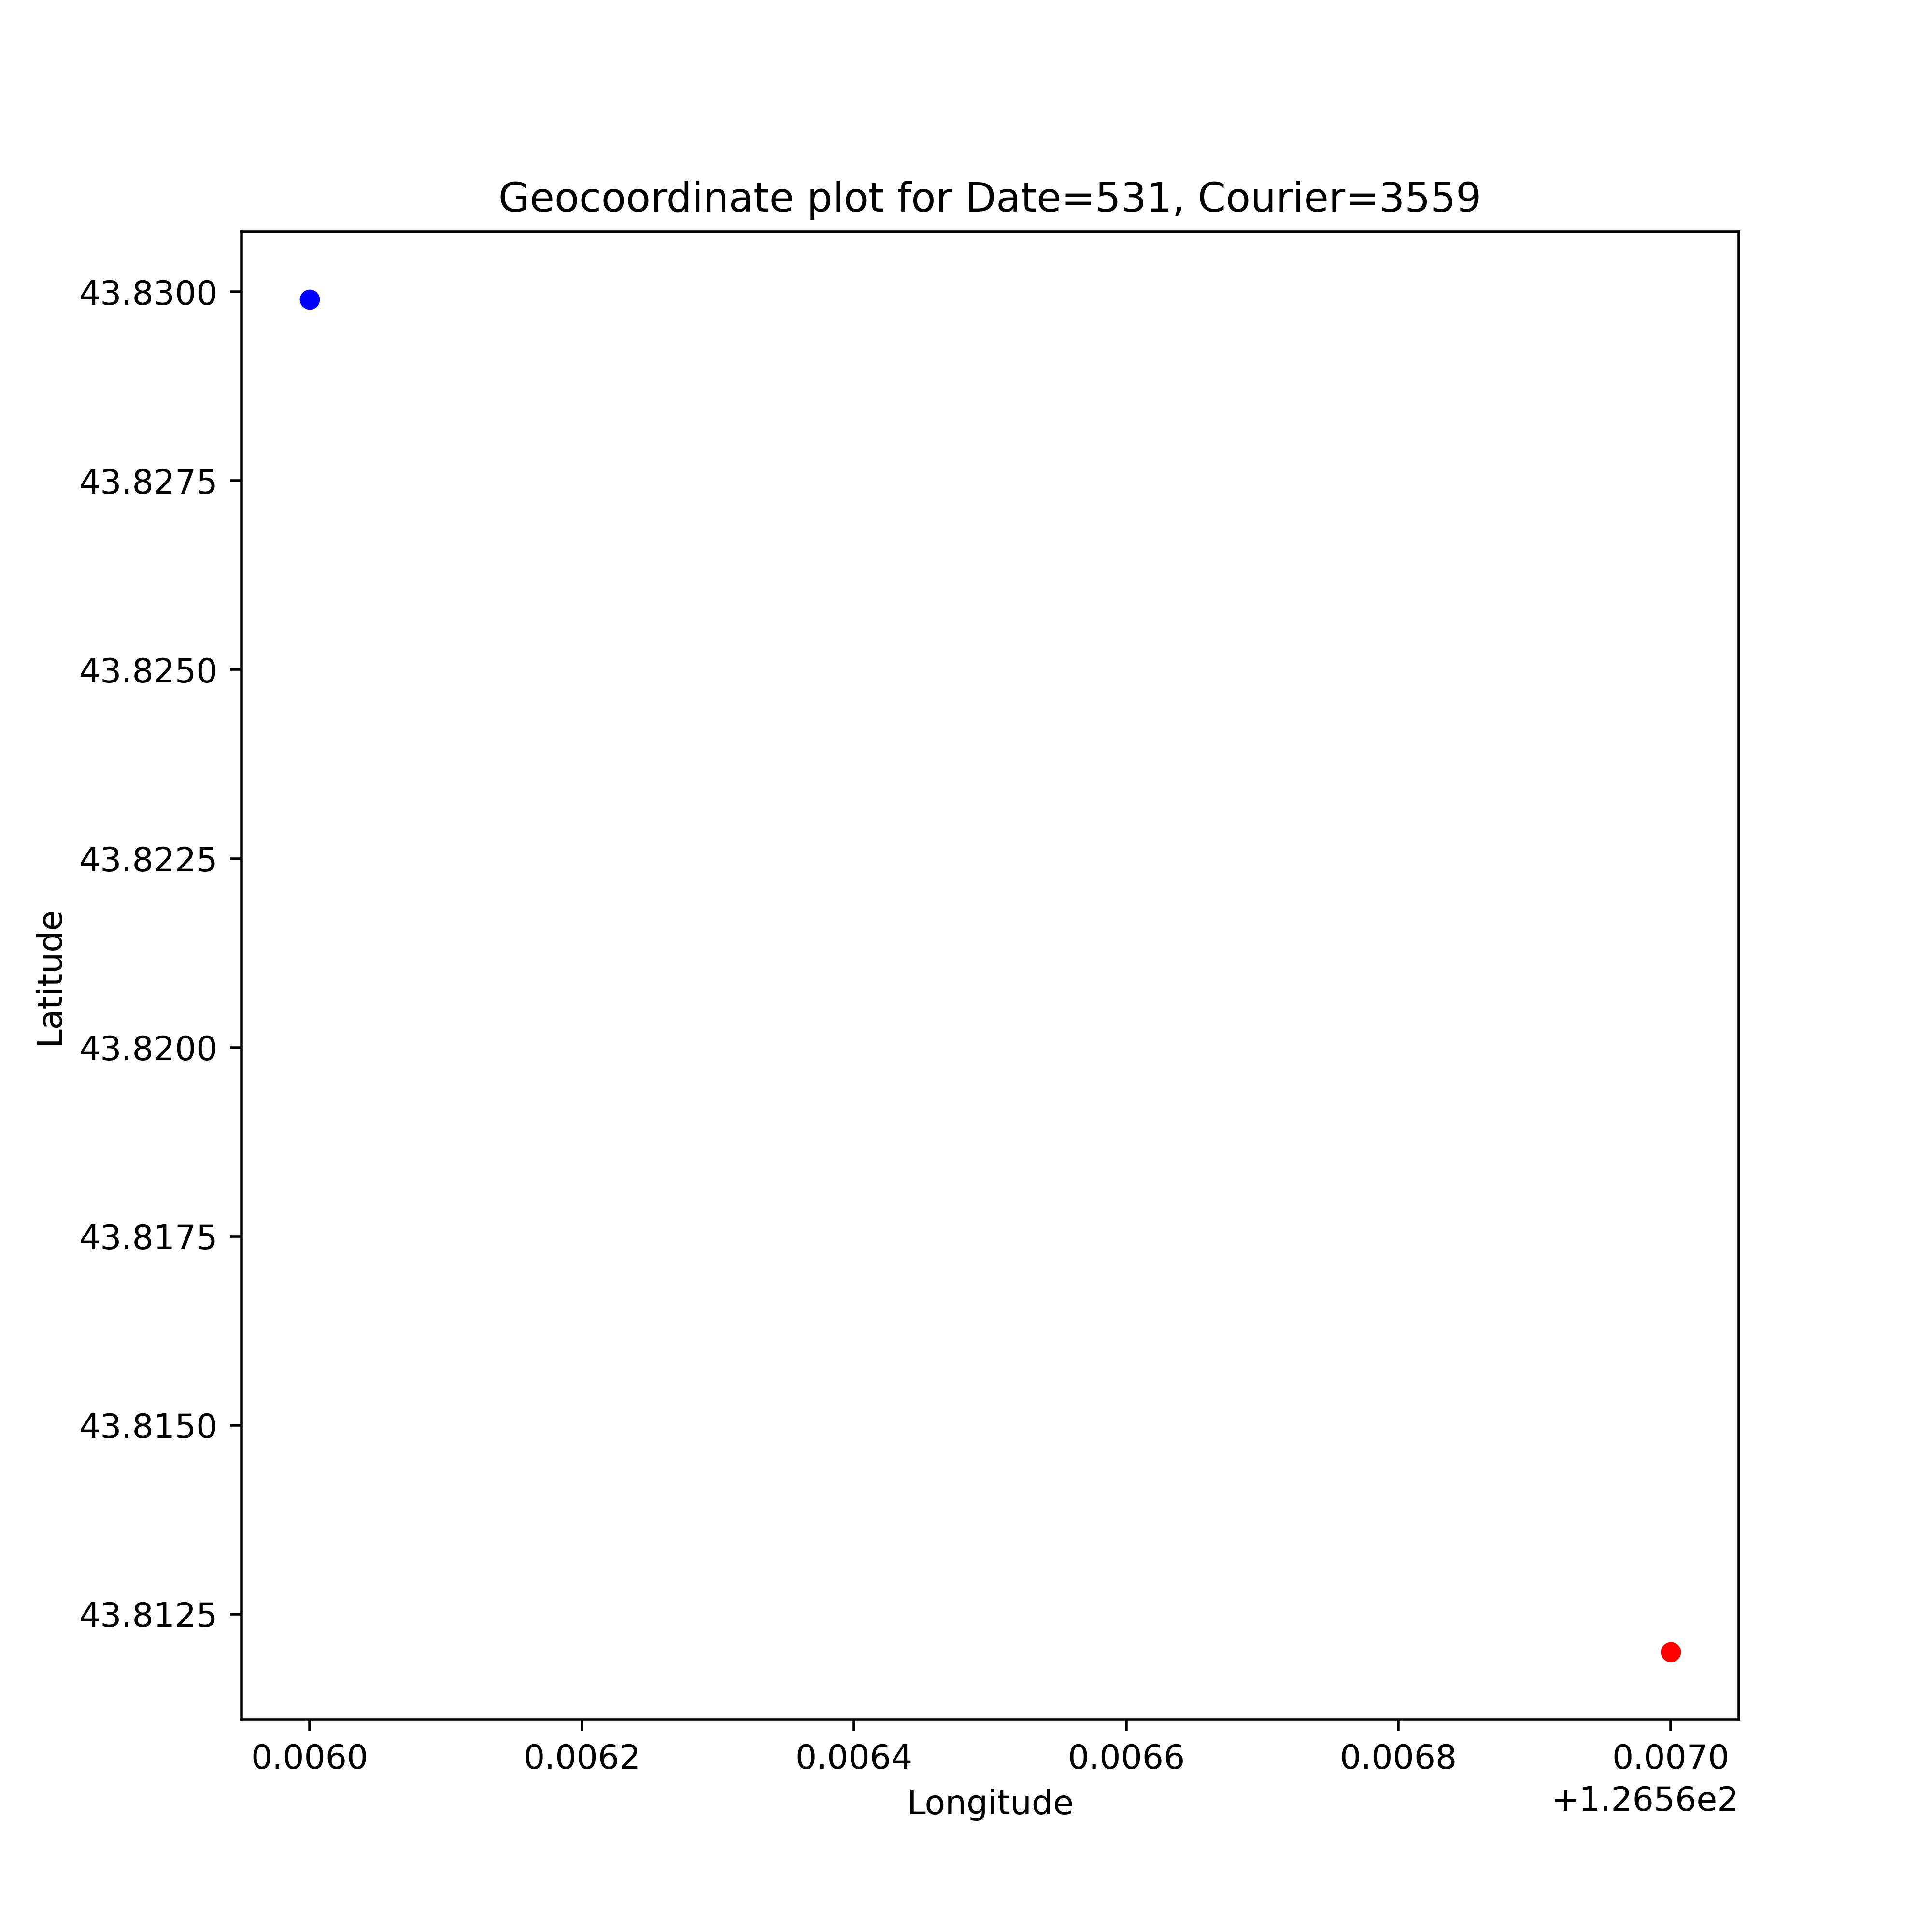 Geocoordinate plot for Date=531, Courier=3559
43.8300
43.8275
43.8250
43.8225
43.8200
43.8175
43.8150
43.8125
Latitude
0.0060 0.0062 0.0064 0.0066 0.0068 0.0070
+1.2656e2
Longitude